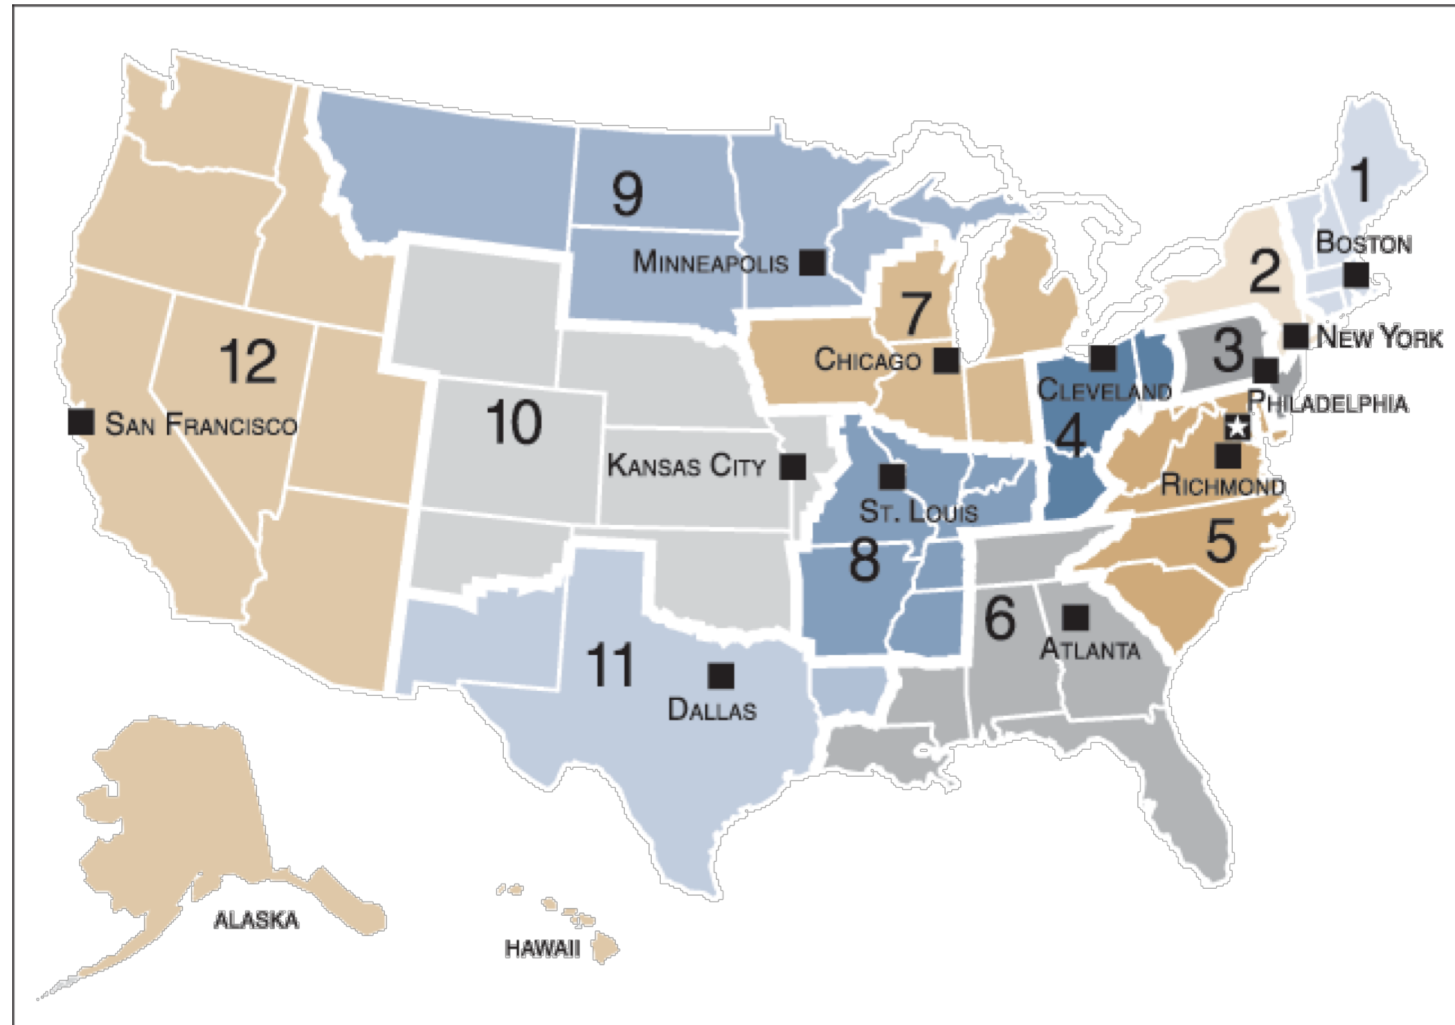 1
BOSTON
9
2
MINNEAPOLIS
7
NEW YORK
12
3
CHICAGO
CLEVELAND
PHILADELPHIA
10
4
SAN FRANCISCO
KANSAS CITY
RICHMOND
ST. LOUIS
5
8
6
ATLANTA
11
DALLAS
ALASKA
HAWAII